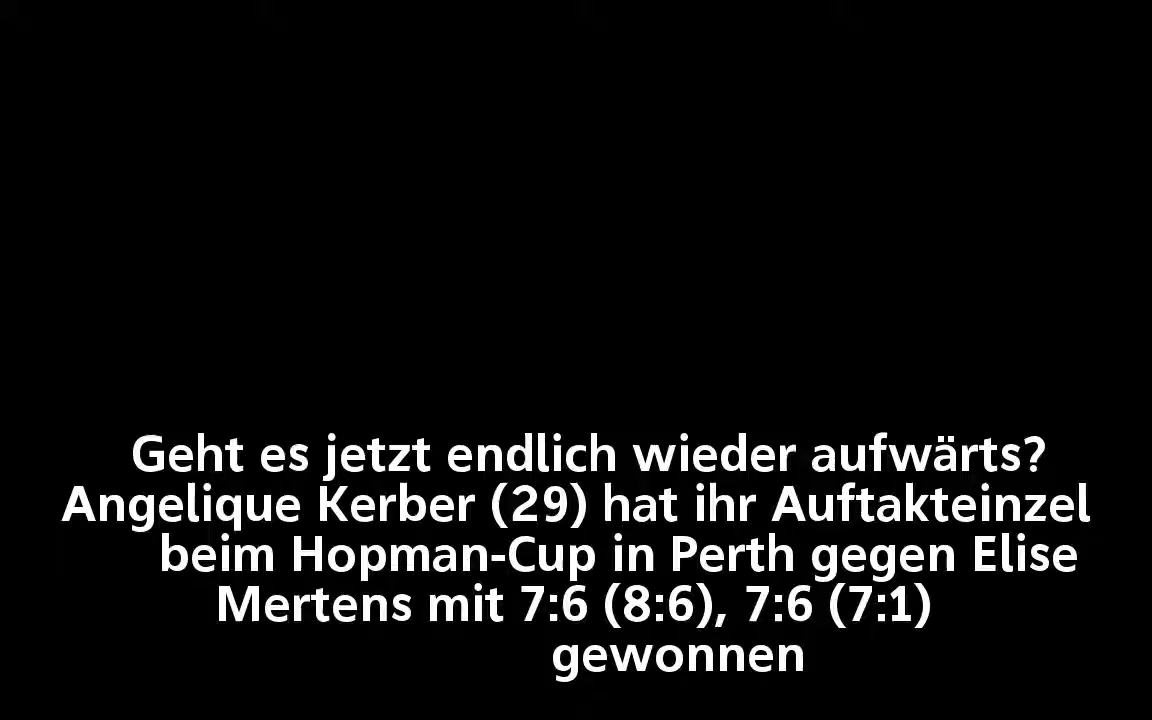 Geht es jetzt endlich wieder aufwärts?
Angelique Kerber (29) hat ihr Auftakteinzel
beim Hopman-Cup in Perth gegen Elise
Mertens mit 7:6 (8:6), 7:6 (7:1)
gewonnen